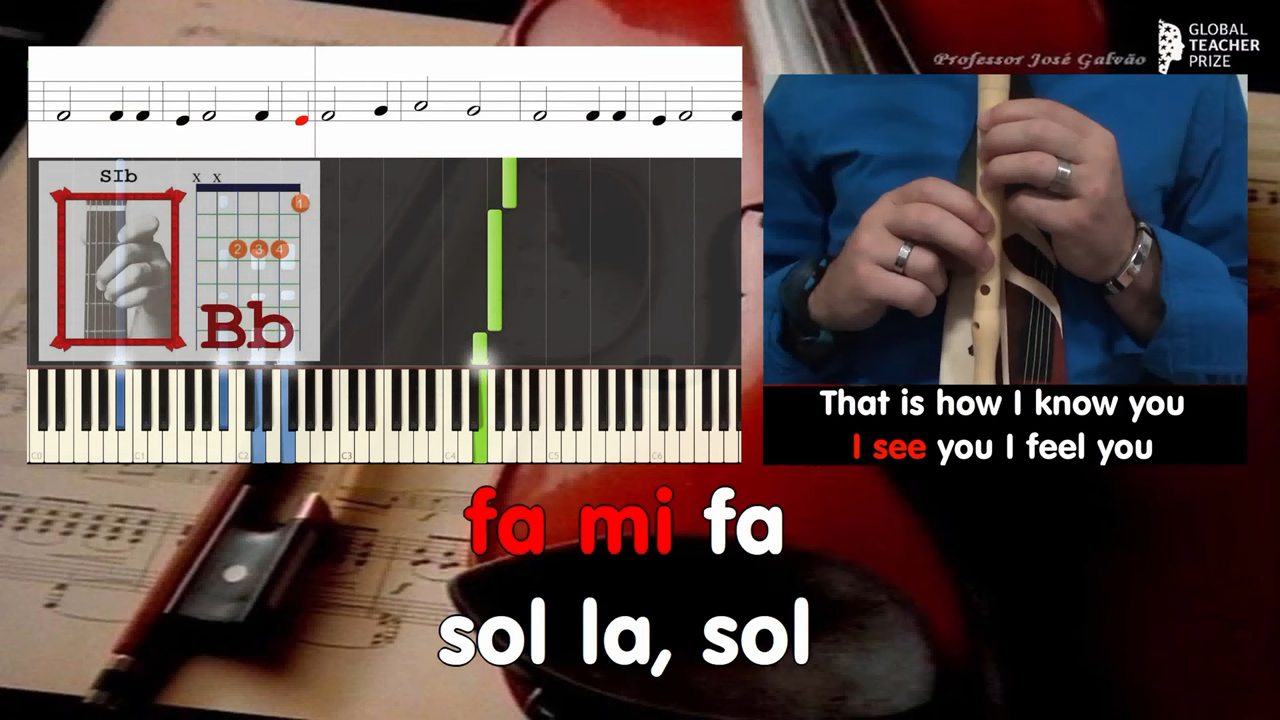 GLOBAL
TEACHER
PRIZE
Professor José Galvão
SIb
x x
1
2 3 4
Bb
C0 C1 C2 C3 C4 C5 C6
That is how I know you
I see you I feel you
fa mi fa
sol la, sol